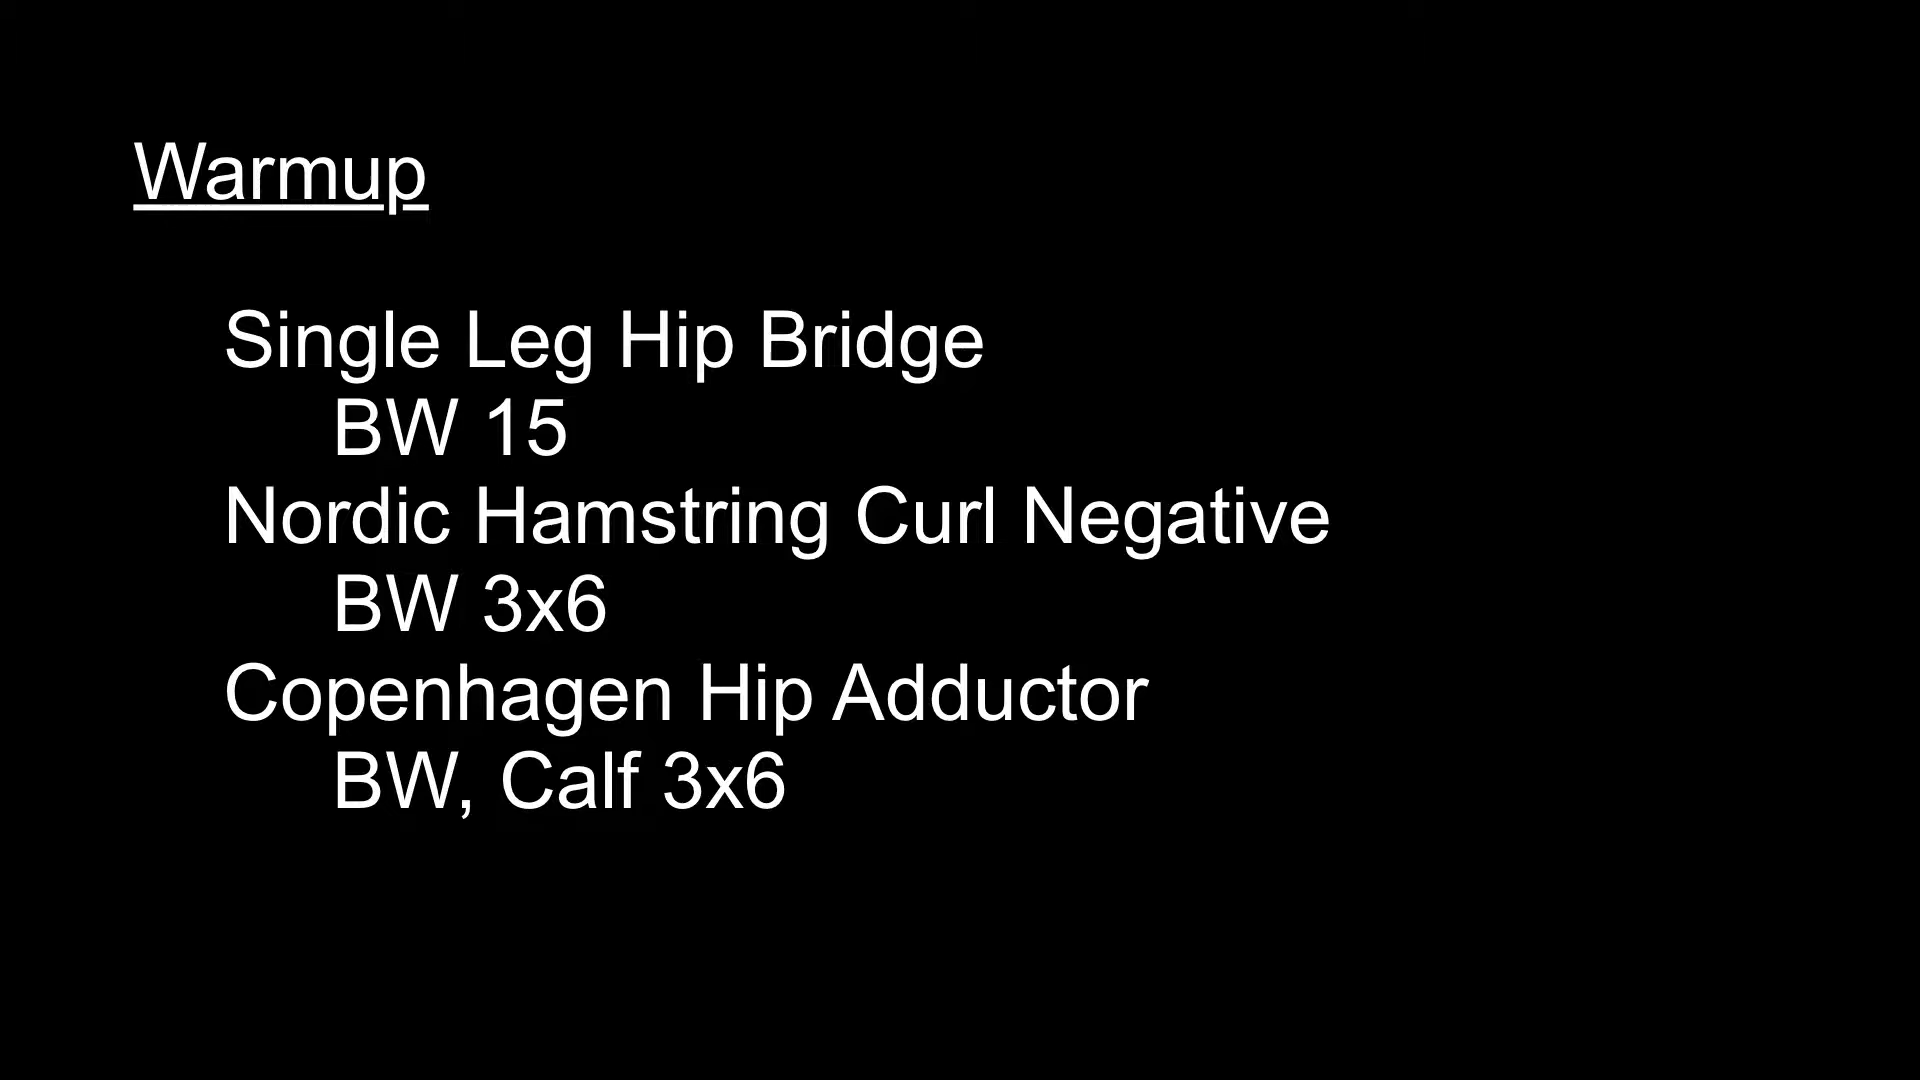 Warmup
Single Leg Hip Bridge
BW 15
Nordic Hamstring Curl Negative
BW 3x6
Copenhagen Hip Adductor
BW, Calf 3x6